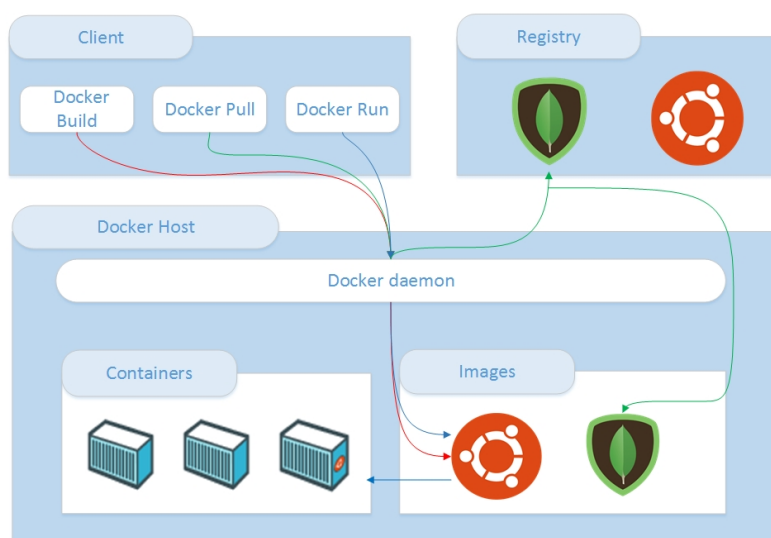 Client
Registry
Docker
Build
Docker Pull
Docker Run
Docker Host
Docker daemon
Containers
Images